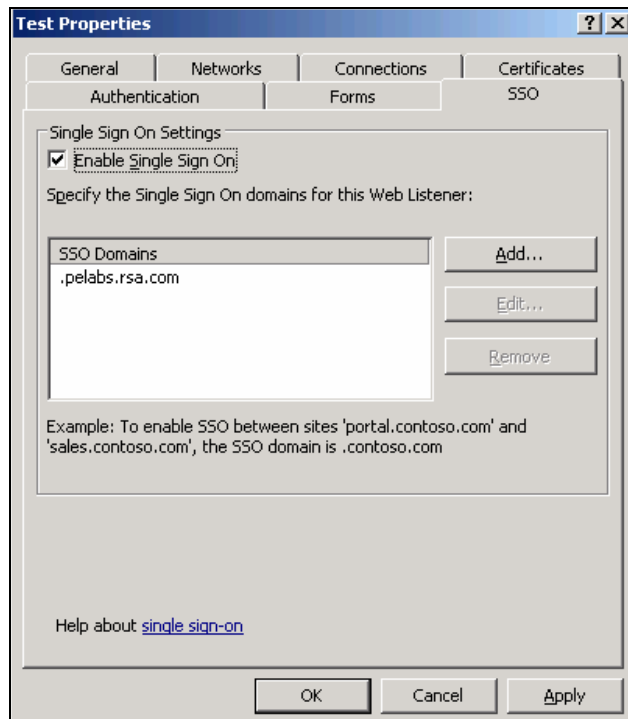 Test Properties
General
Networks
Connections
Certificates
Authentication
Forms
SSO
Single Sign On Settings
Enable Single Sign On
Specify the Single Sign On domains for this Web Listener:
SSO Domains
.pelabs.rsa.com
Add...
Edit...
Remove
Example: To enable SSO between sites 'portal.contoso.com' and
'sales.contoso.com', the SSO domain is .contoso.com
Help about single sign-on
OK
Cancel
Apply